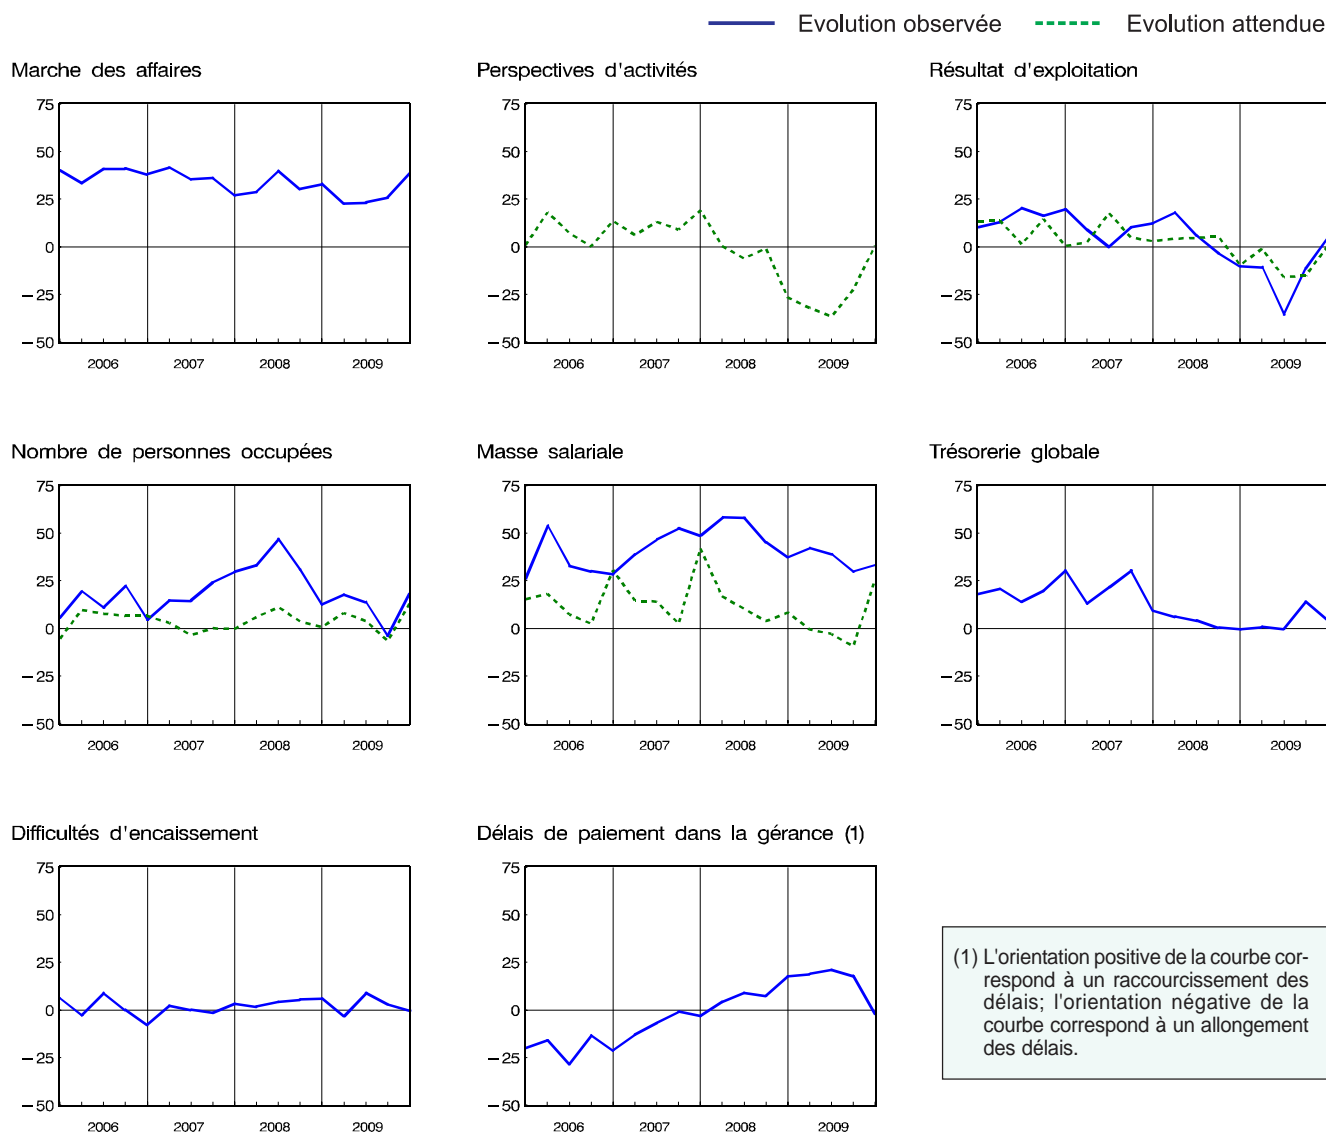 Evolution observée Evolution attendue
Marche des affaires
75
50
25
0
−25
−50
2006 2007 2008 2009
Perspectives d'activités
75
50
25
0
−25
−50
2006 2007 2008 2009
Résultat d'exploitation
75
50
25
0
−25
−50
2006 2007 2008 2009
Nombre de personnes occupées
75
50
25
0
−25
−50
2006 2007 2008 2009
Masse salariale
75
50
25
0
−25
−50
2006 2007 2008 2009
Trésorerie globale
75
50
25
0
−25
−50
2006 2007 2008 2009
Difficultés d'encaissement
75
50
25
0
−25
−50
2006 2007 2008 2009
Délais de paiement dans la gérance (1)
75
50
25
0
−25
−50
2006 2007 2008 2009
(1) L'orientation positive de la courbe cor-
respond à un raccourcissement des
délais; l'orientation négative de la
courbe correspond à un allongement
des délais.